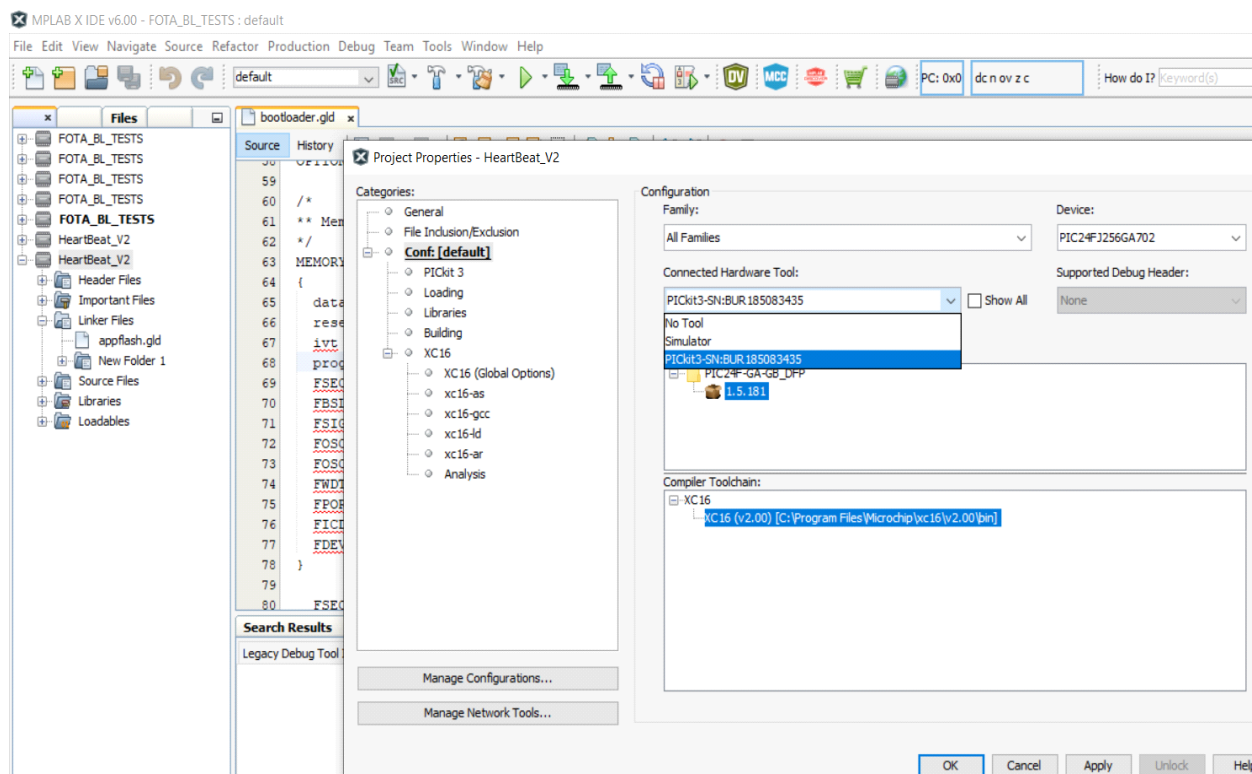 MPLAB X IDE v6.00 - FOTA_BL_TESTS : default
File Edit View Navigate Source Refactor Production Debug Team Tools Window Help
default
PC: 0x0
dc n ov z c
How do I?
Keyword(s)
Files
FOTA_BL_TESTS
FOTA_BL_TESTS
FOTA_BL_TESTS
FOTA_BL_TESTS
FOTA_BL_TESTS
HeartBeat_V2
HeartBeat_V2
Header Files
Important Files
Linker Files
appflash.gld
New Folder 1
Source Files
Libraries
Loadables
bootloader.gld
Source History
59
60 /*
61 ** Mem
62 */
63 MEMORY
64 {
65 data
66 rese
67 ivt
68 prog
69 FSEC
70 FBSL
71 FSIG
72 FOSC
73 FOSC
74 FWDT
75 FPOR
76 FICD
77 FDEV
78 }
79
80 FSEC
Search Results
Legacy Debug Tool
Project Properties - HeartBeat_V2
Categories:
General
File Inclusion/Exclusion
Conf: [default]
PICkit 3
Loading
Libraries
Building
XC16
XC16 (Global Options)
xc16-as
xc16-gcc
xc16-ld
xc16-ar
Analysis
Manage Configurations...
Manage Network Tools...
Configuration
Family:
All Families
Device:
PIC24FJ256GA702
Connected Hardware Tool:
PICkit3-SN:BUR185083435
Show All
Supported Debug Header:
None
No Tool
Simulator
PICkit3-SN:BUR185083435
PIC24F-GA-GB_DFP
1.5.181
Compiler Toolchain:
XC16
XC16 (v2.00) [C:\Program Files\Microchip\xc16\v2.00\bin]
OK Cancel Apply Unlock Help